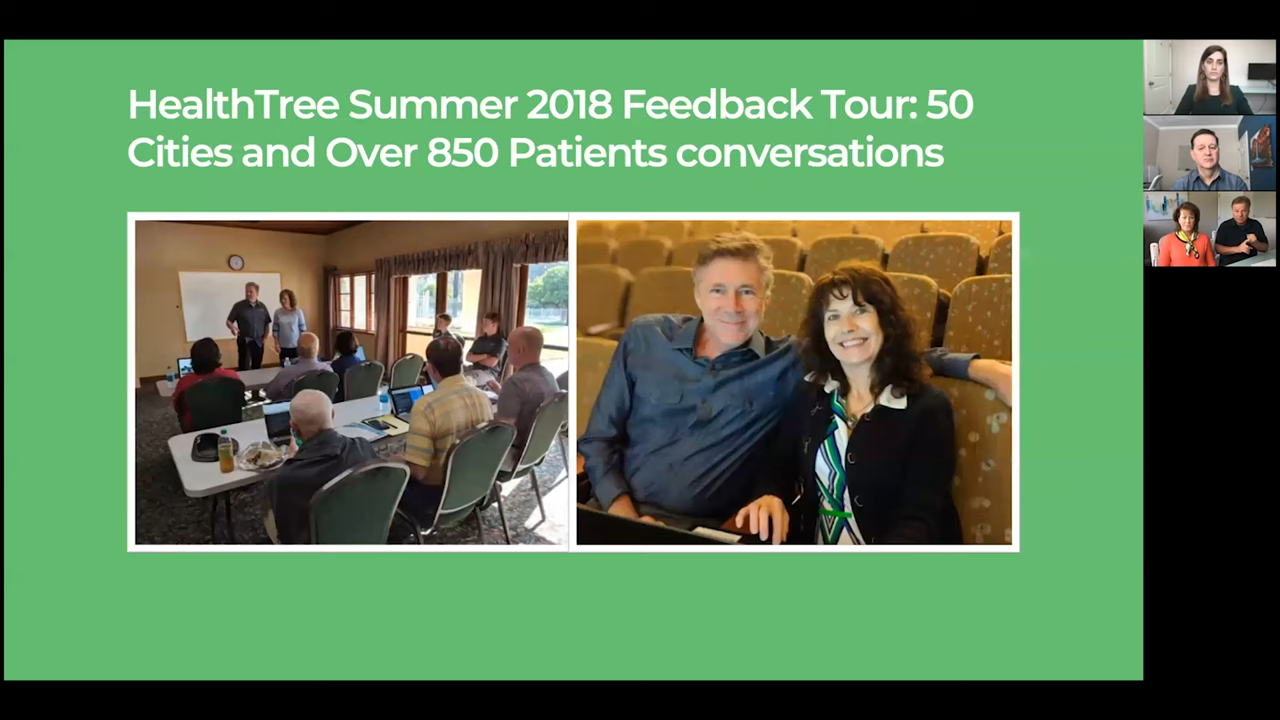 HealthTree Summer 2018 Feedback Tour: 50
Cities and Over 850 Patients conversations